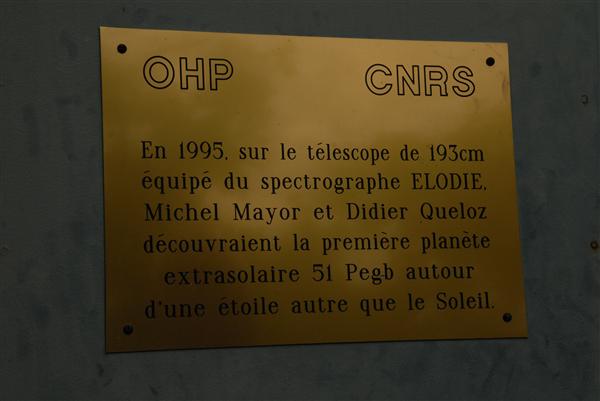 OHP CNRS
En 1995, sur le télescope de 193cm
équipé du spectrographe ELODIE,
Michel Mayor et Didier Queloz
découvraient la première planète
extrasolaire 51 Pegb autour
d'une étoile autre que le Soleil.